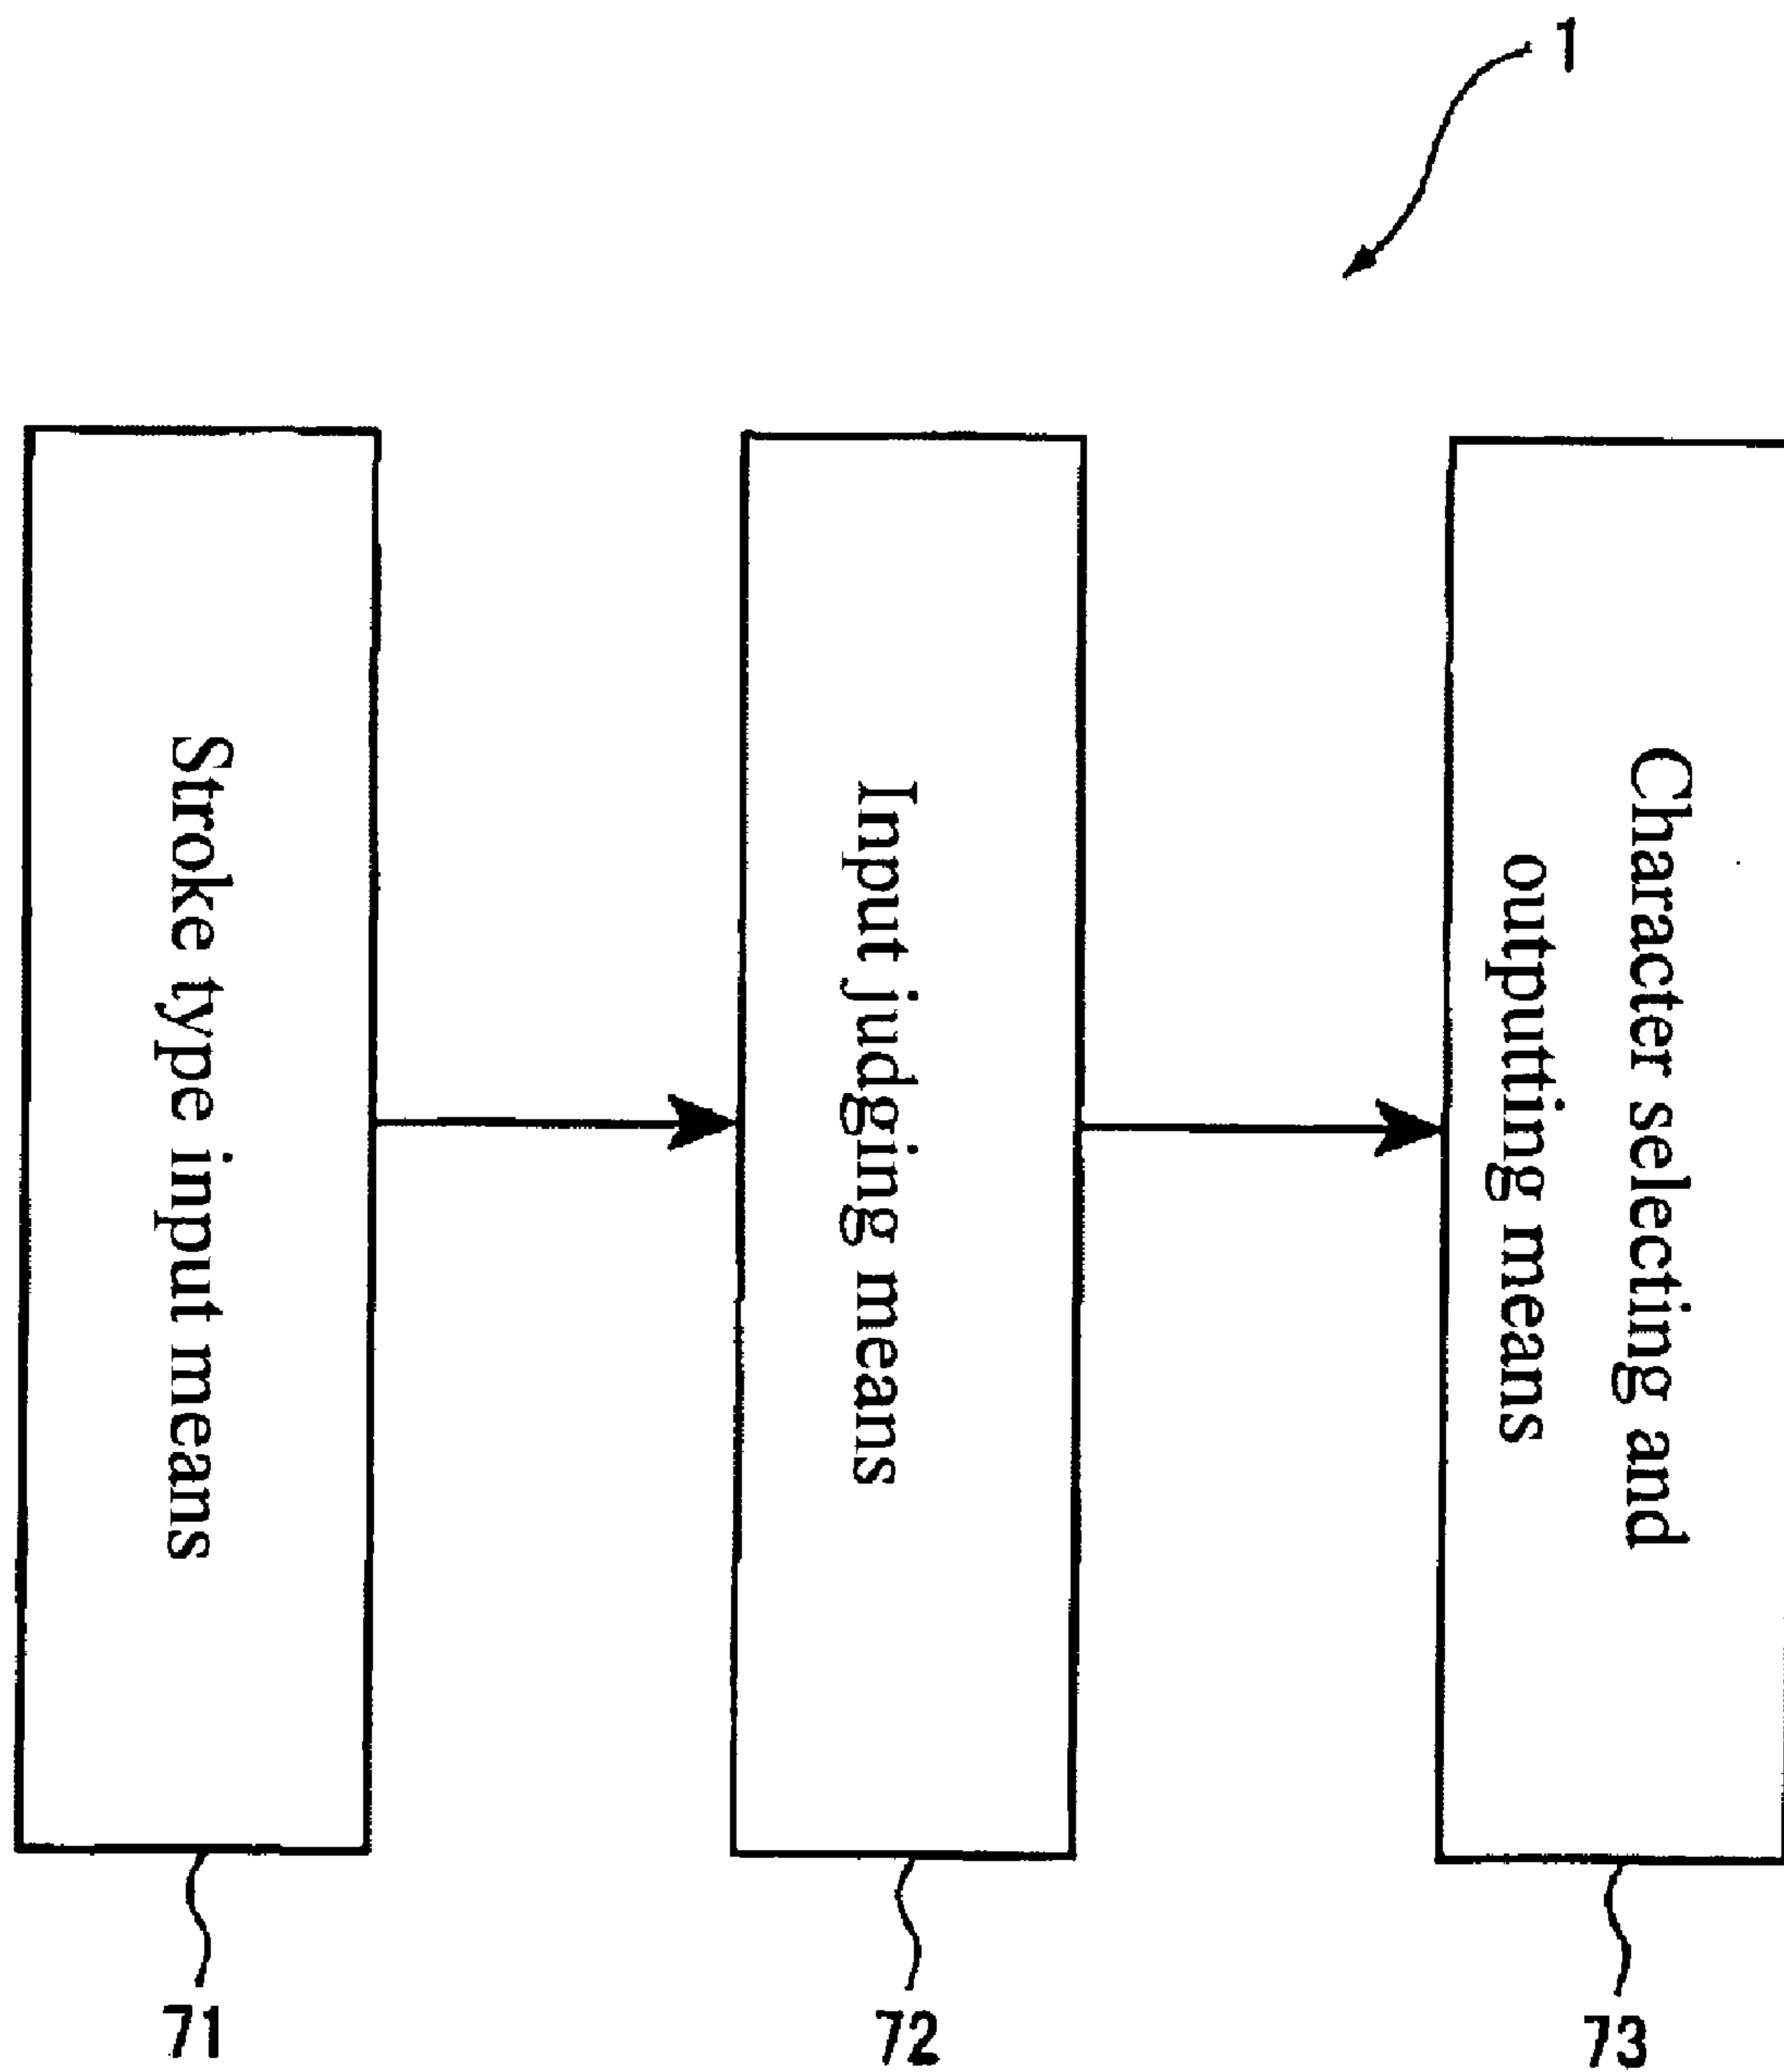 1
Stroke type input means
71
Input judging means
72
Character selecting and
outputting means
73